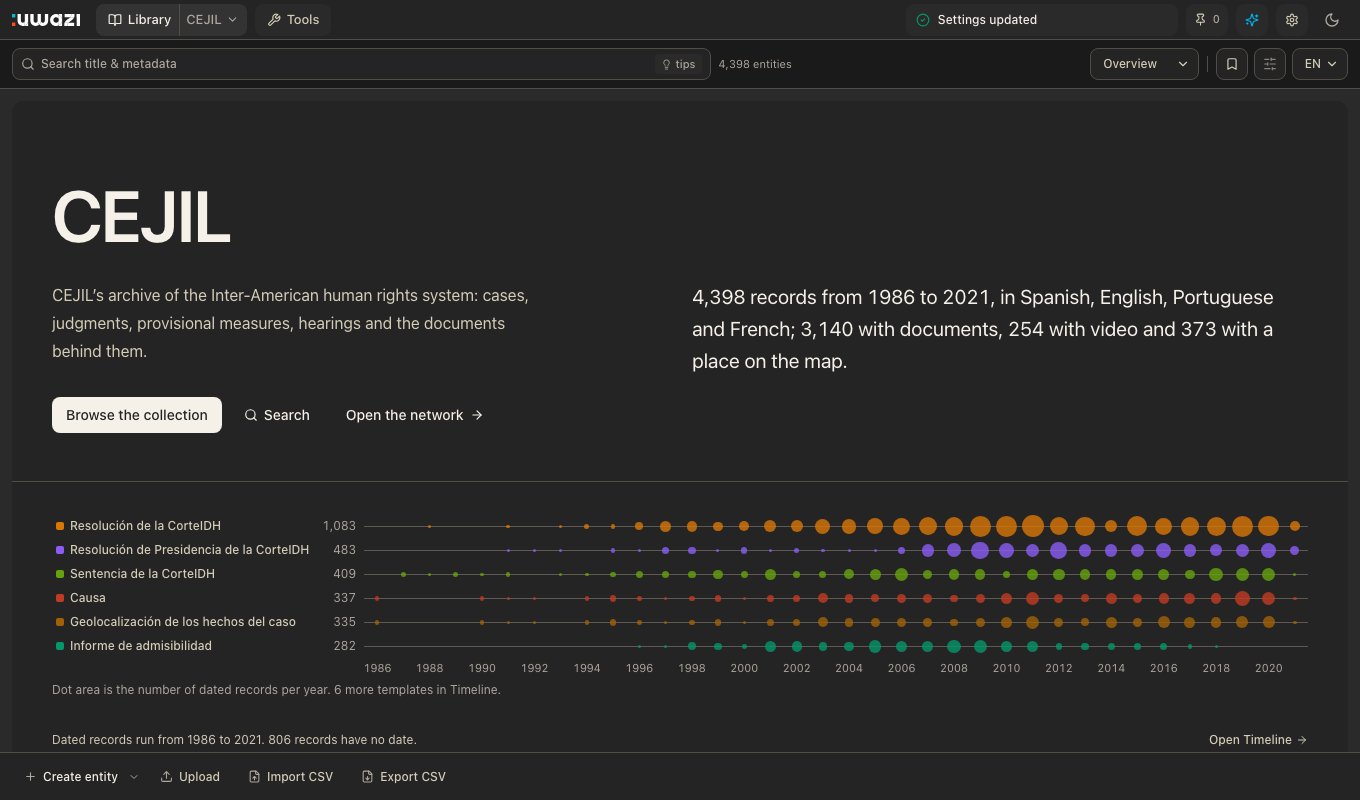 :uwazi
Library
CEJIL
Tools
Settings updated
0
Search title & metadata
tips
4,398 entities
Overview
EN
CEJIL
CEJIL’s archive of the Inter-American human rights system: cases,
judgments, provisional measures, hearings and the documents
behind them.
4,398 records from 1986 to 2021, in Spanish, English, Portuguese
and French; 3,140 with documents, 254 with video and 373 with a
place on the map.
Browse the collection
Search
Open the network →
Resolución de la CorteIDH 1,083
Resolución de Presidencia de la CorteIDH 483
Sentencia de la CorteIDH 409
Causa 337
Geolocalización de los hechos del caso 335
Informe de admisibilidad 282
1986 1988 1990 1992 1994 1996 1998 2000 2002 2004 2006 2008 2010 2012 2014 2016 2018 2020
Dot area is the number of dated records per year. 6 more templates in Timeline.
Dated records run from 1986 to 2021. 806 records have no date.
Open Timeline →
Create entity
Upload
Import CSV
Export CSV